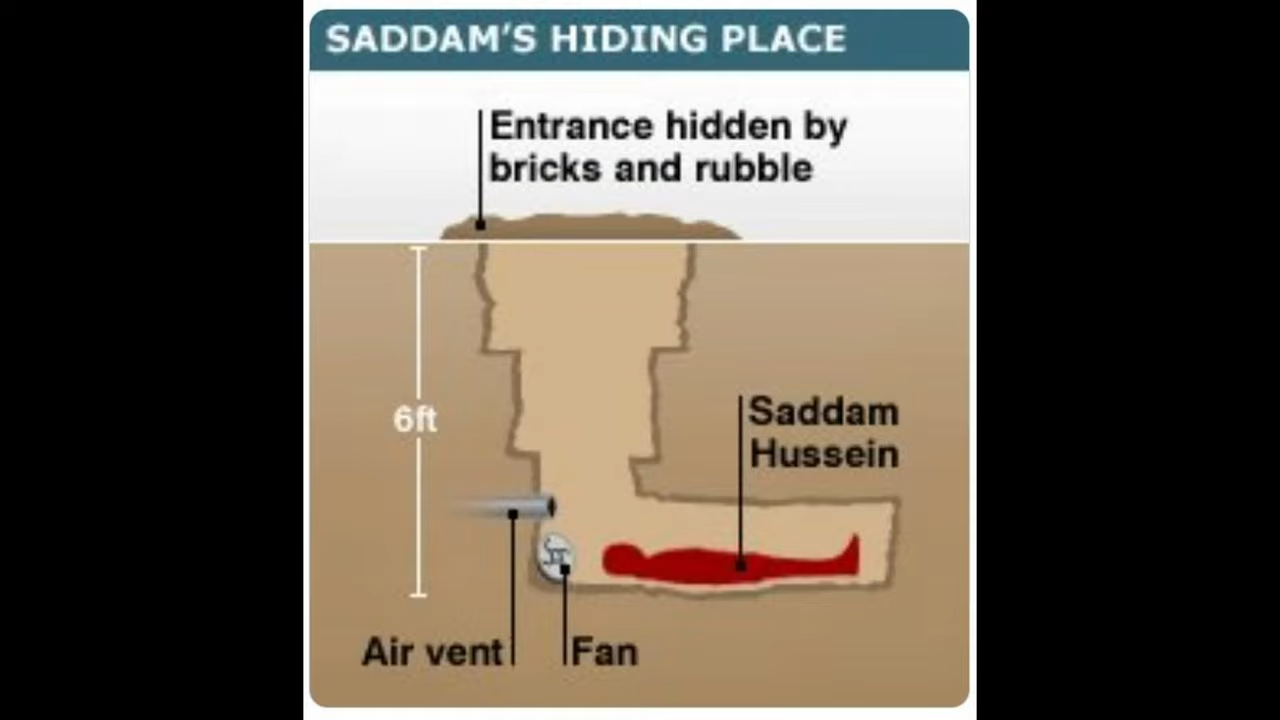 SADDAM'S HIDING PLACE
Entrance hidden by
bricks and rubble
6ft
Saddam
Hussein
Air vent
Fan